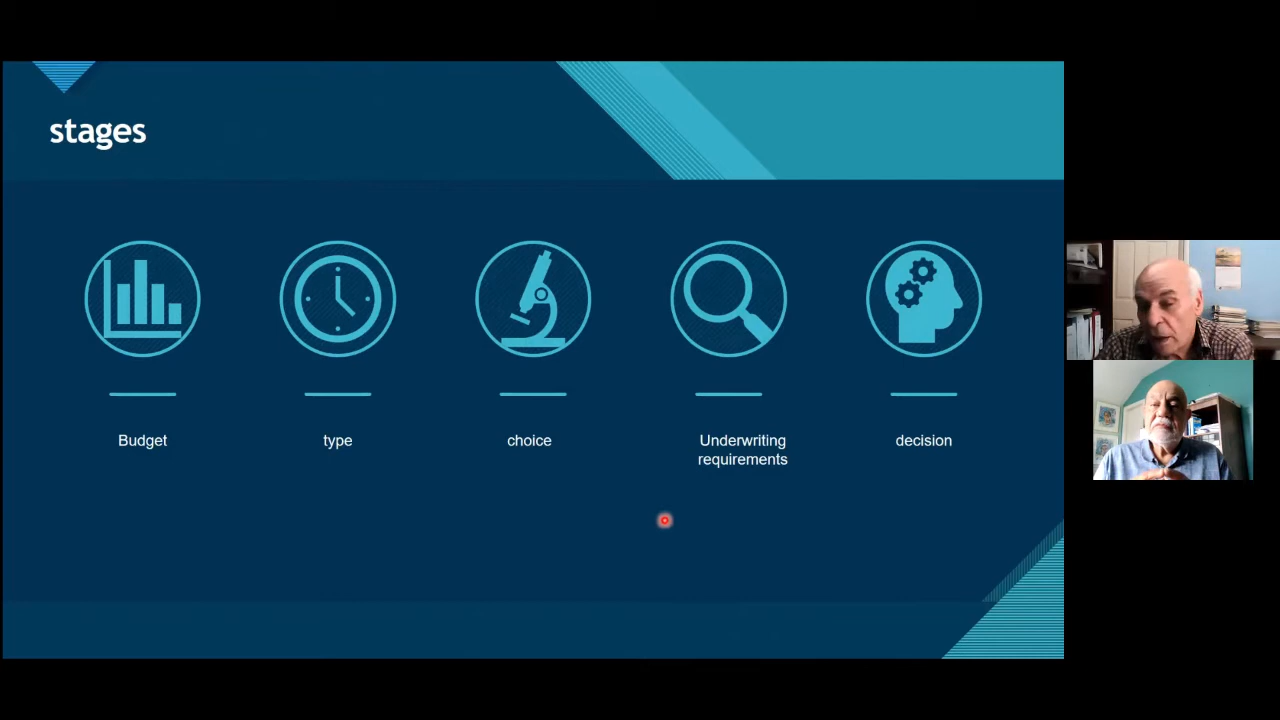 stages
Budget
type
choice
Underwriting
requirements
decision